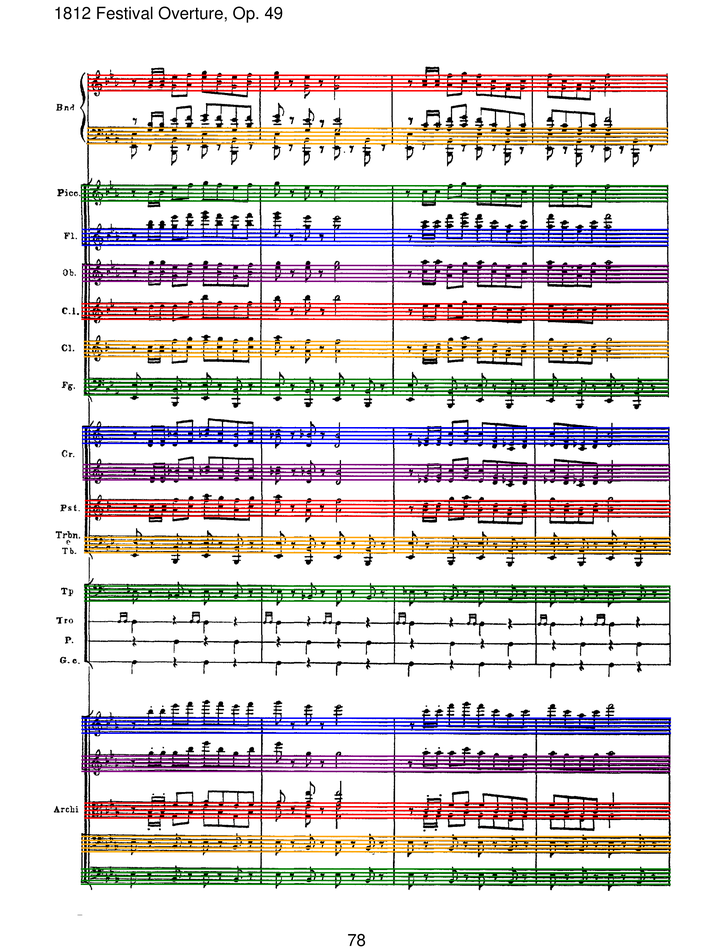 1812 Festival Overture, Op. 49
Bnd
Picc.
Fl.
Ob.
C.i.
Cl.
Fg.
Cr.
Pst.
Trbn.
e
Tb.
Tp
Tro
P.
G.c.
Archi
78